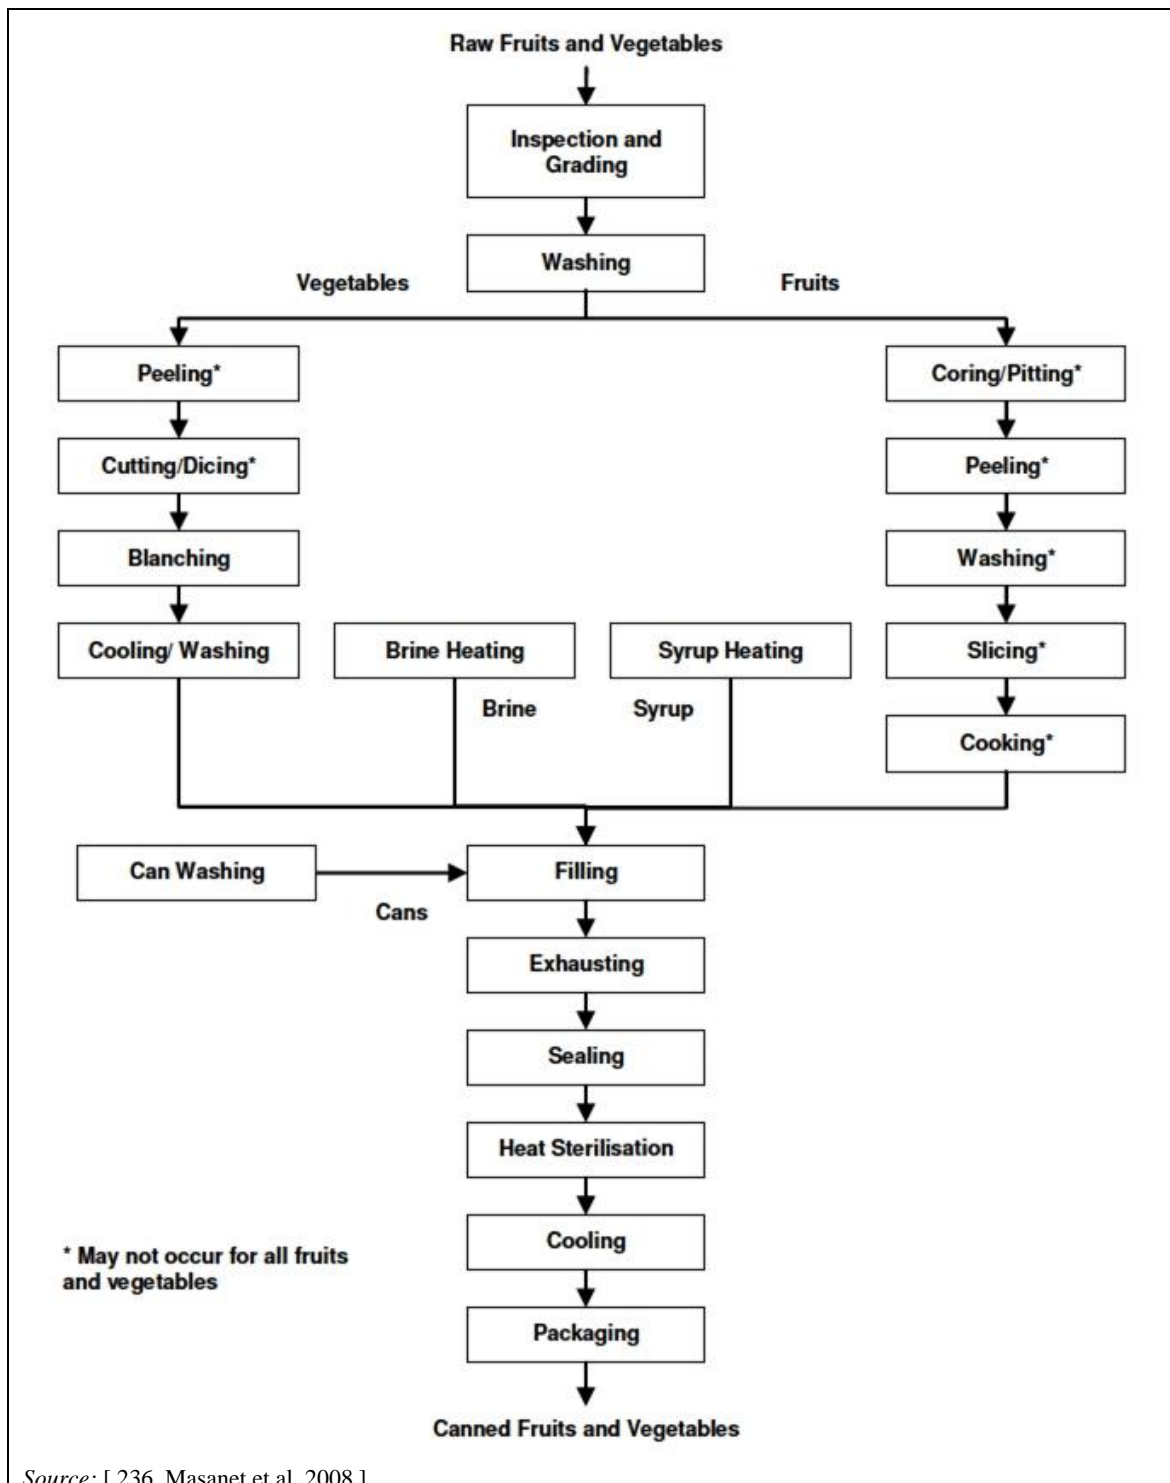 Raw Fruits and Vegetables
Inspection and
Grading
Washing
Vegetables
Fruits
Peeling*
Coring/Pitting*
Cutting/Dicing*
Peeling*
Blanching
Washing*
Cooling/ Washing
Brine Heating
Syrup Heating
Slicing*
Brine
Syrup
Cooking*
Can Washing
Filling
Cans
Exhausting
Sealing
Heat Sterilisation
Cooling
* May not occur for all fruits
and vegetables
Packaging
Canned Fruits and Vegetables
Source: [ 236, Masanet et al. 2008 ]